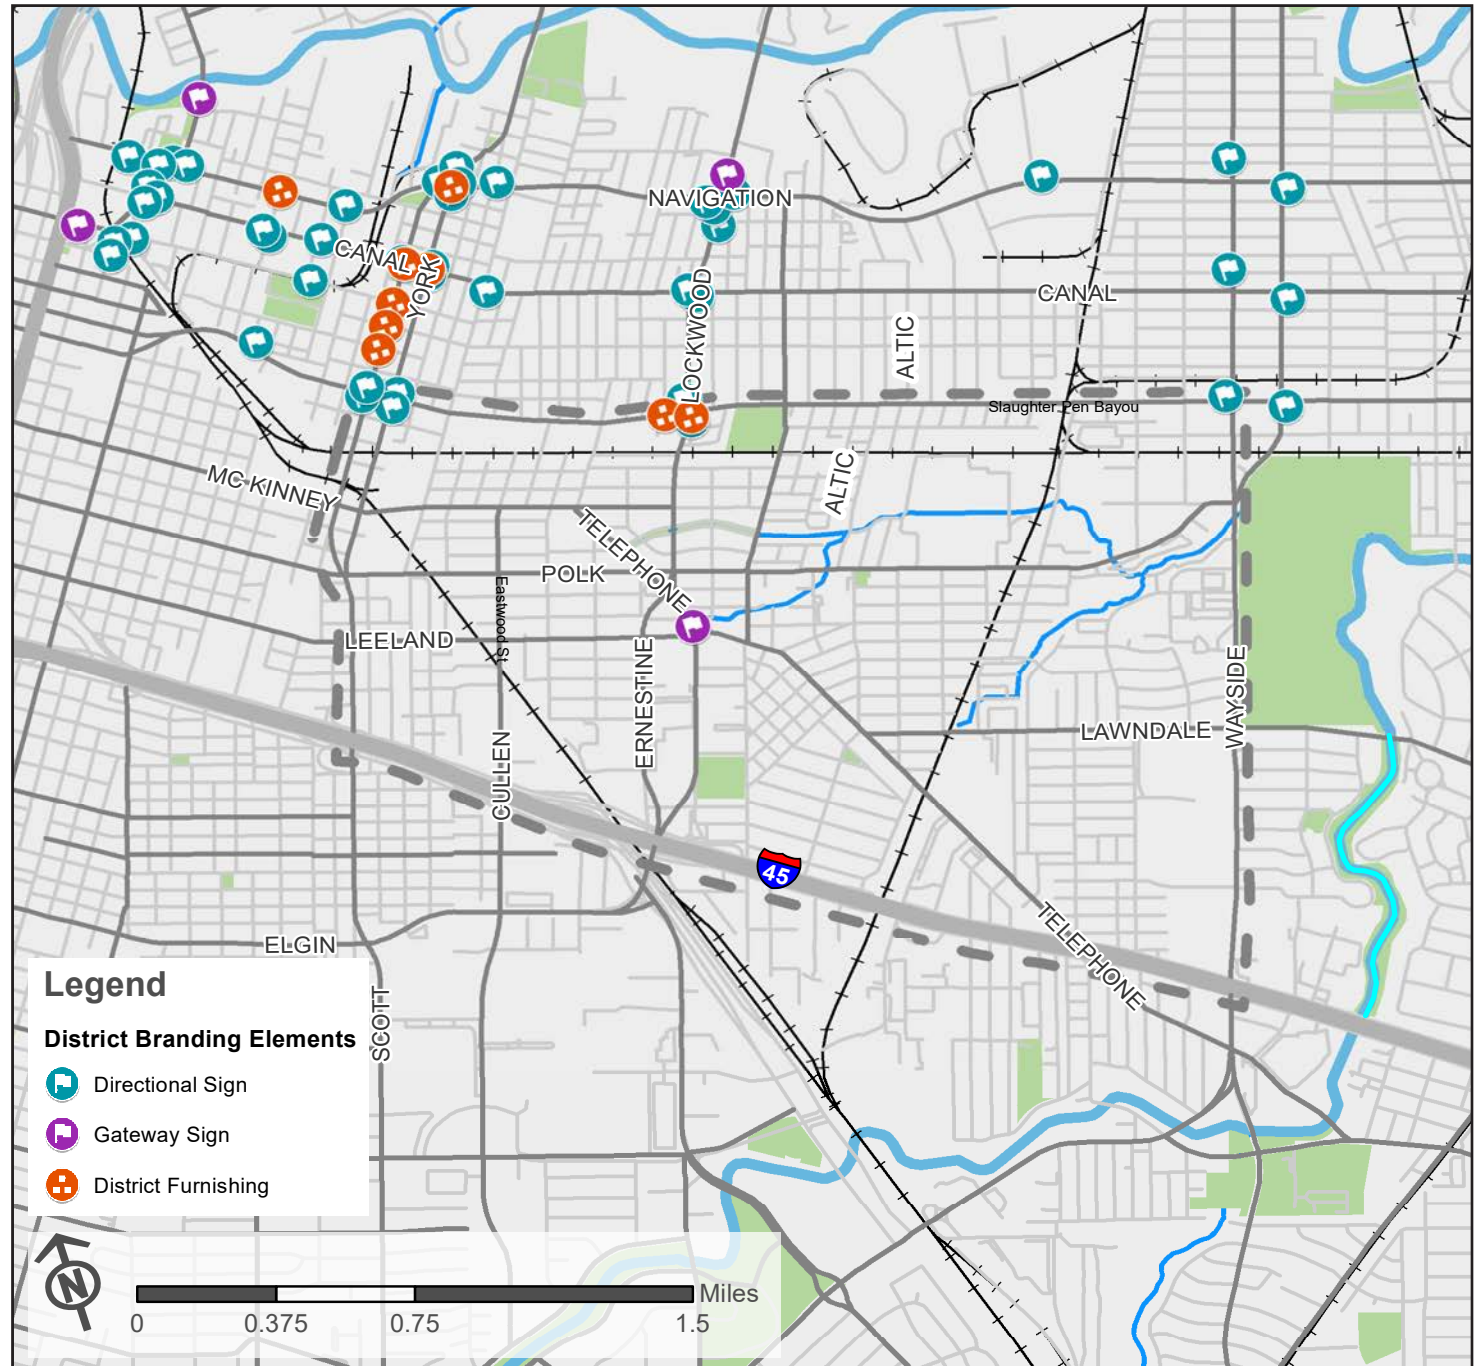 NAVIGATION
CANAL
YORK
CANAL
LOCKWOOD
ALTIC
Slaughter Pen Bayou
MC KINNEY
ALTIC
TELEPHONE
POLK
Eastwood St
LEELAND
ERNESTINE
WAYSIDE
LAWNDALE
CULLEN
45
TELEPHONE
ELGIN
SCOTT
Legend
District Branding Elements
Directional Sign
Gateway Sign
District Furnishing
N
Miles
0 0.375 0.75 1.5